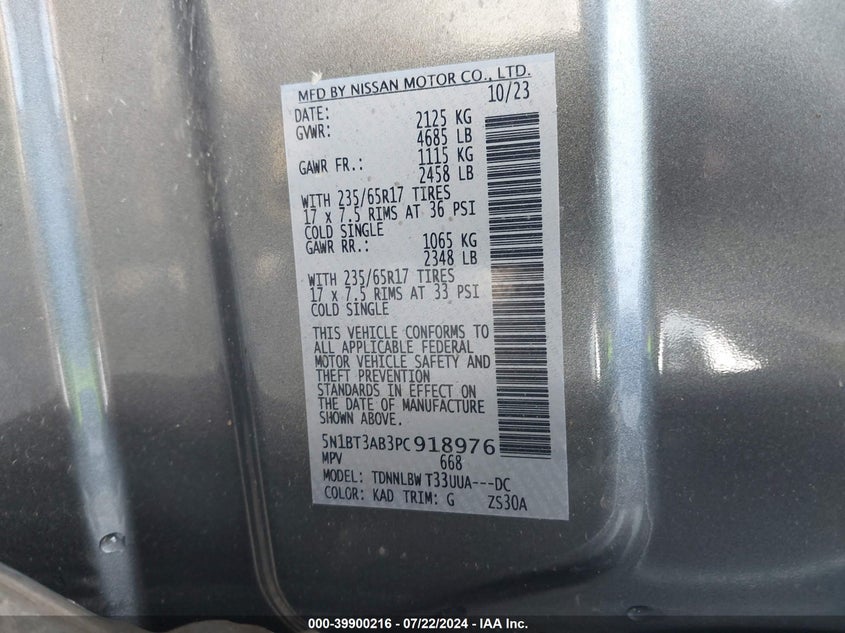 MFD BY NISSAN MOTOR CO., LTD.
DATE: 10/23
GVWR: 2125 KG
4685 LB
GAWR FR.: 1115 KG
2458 LB
WITH 235/65R17 TIRES
17 x 7.5 RIMS AT 36 PSI
COLD SINGLE
GAWR RR.: 1065 KG
2348 LB
WITH 235/65R17 TIRES
17 x 7.5 RIMS AT 33 PSI
COLD SINGLE
THIS VEHICLE CONFORMS TO
ALL APPLICABLE FEDERAL
MOTOR VEHICLE SAFETY AND
THEFT PREVENTION
STANDARDS IN EFFECT ON
THE DATE OF MANUFACTURE
SHOWN ABOVE.
5N1BT3AB3PC918976
MPV 668
MODEL: TDNNLBW T33UUA---DC
COLOR: KAD TRIM: G ZS30A
000-39900216 - 07/22/2024 - IAA Inc.